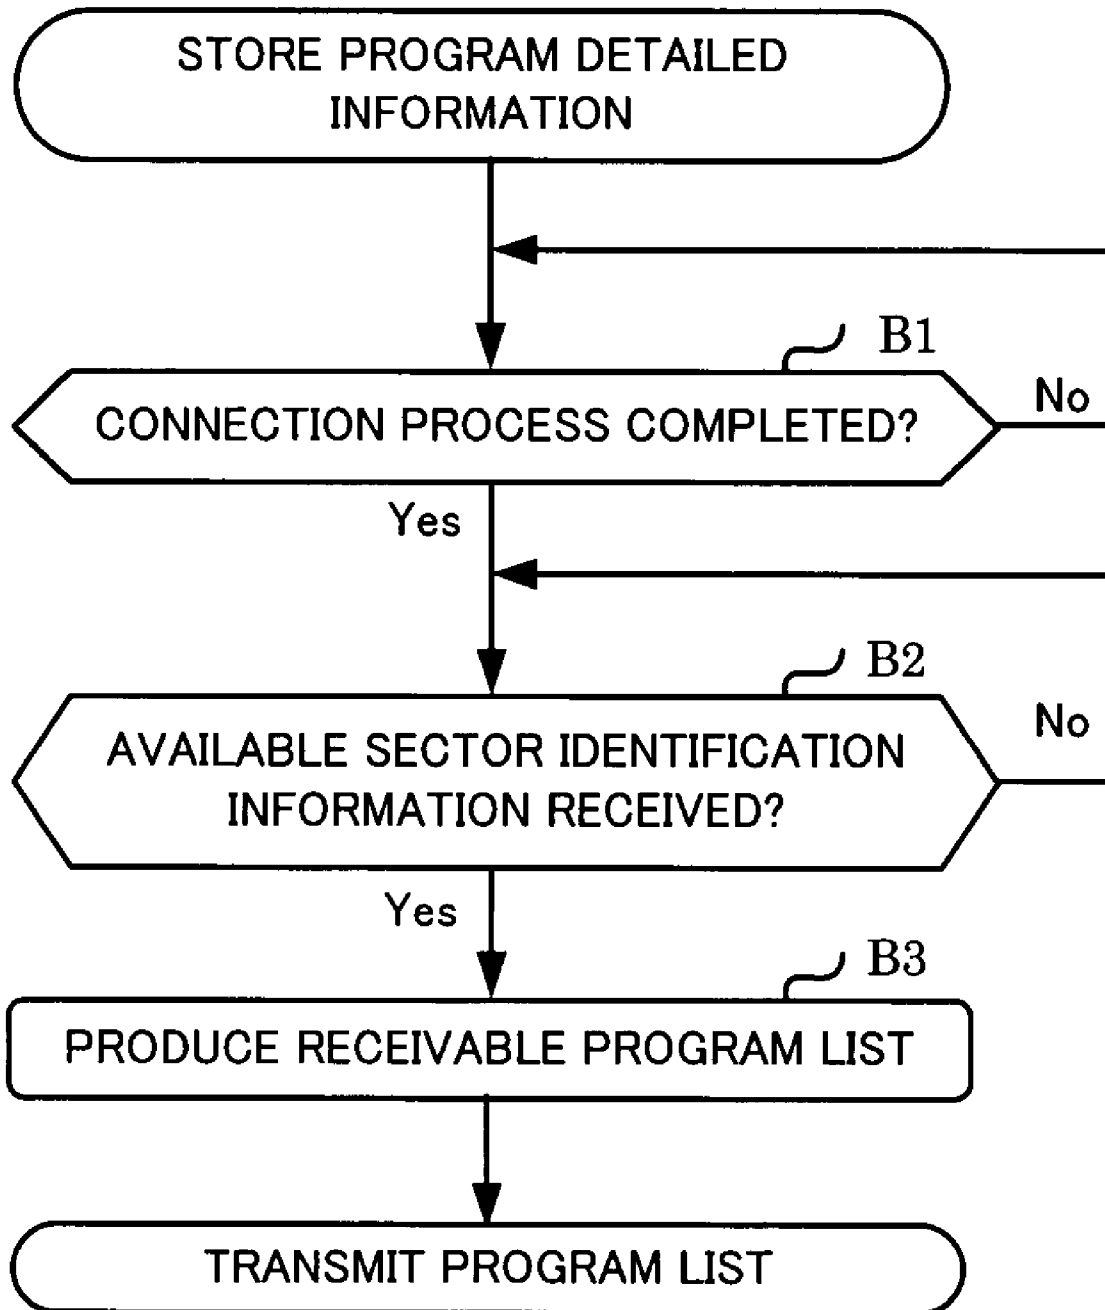 STORE PROGRAM DETAILED
INFORMATION
B1
CONNECTION PROCESS COMPLETED?
No
Yes
B2
AVAILABLE SECTOR IDENTIFICATION
INFORMATION RECEIVED?
No
Yes
B3
PRODUCE RECEIVABLE PROGRAM LIST
TRANSMIT PROGRAM LIST